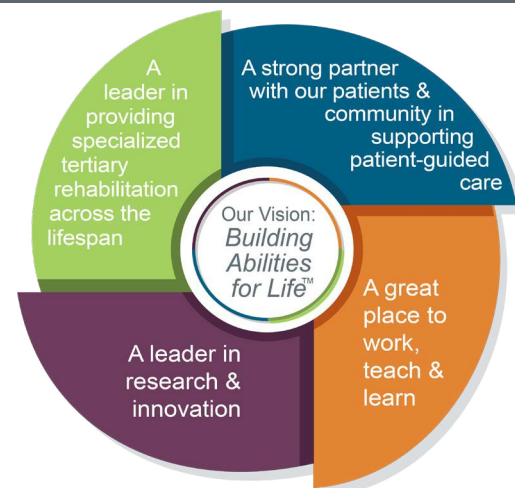 A
leader in
providing
specialized
tertiary
rehabilitation
across the
lifespan
A strong partner
with our patients &
community in
supporting
patient-guided
care
Our Vision:
Building
Abilities
for Life™
A great
place to
work,
teach &
learn
A leader in
research &
innovation